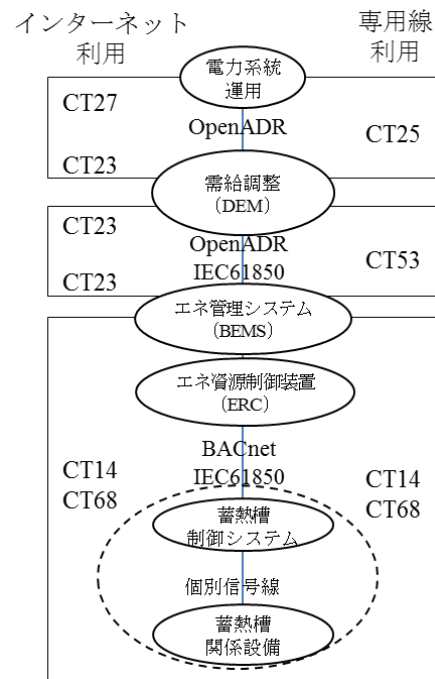 インターネット
利用
専用線
利用
電力系統
運用
CT27
OpenADR
CT25
CT23
需給調整
（DEM）
CT23
OpenADR
IEC61850
CT53
CT23
エネ管理システム
（BEMS）
エネ資源制御装置
（ERC）
BACnet
IEC61850
CT14
CT68
CT14
CT68
蓄熱槽
制御システム
個別信号線
蓄熱槽
関係設備